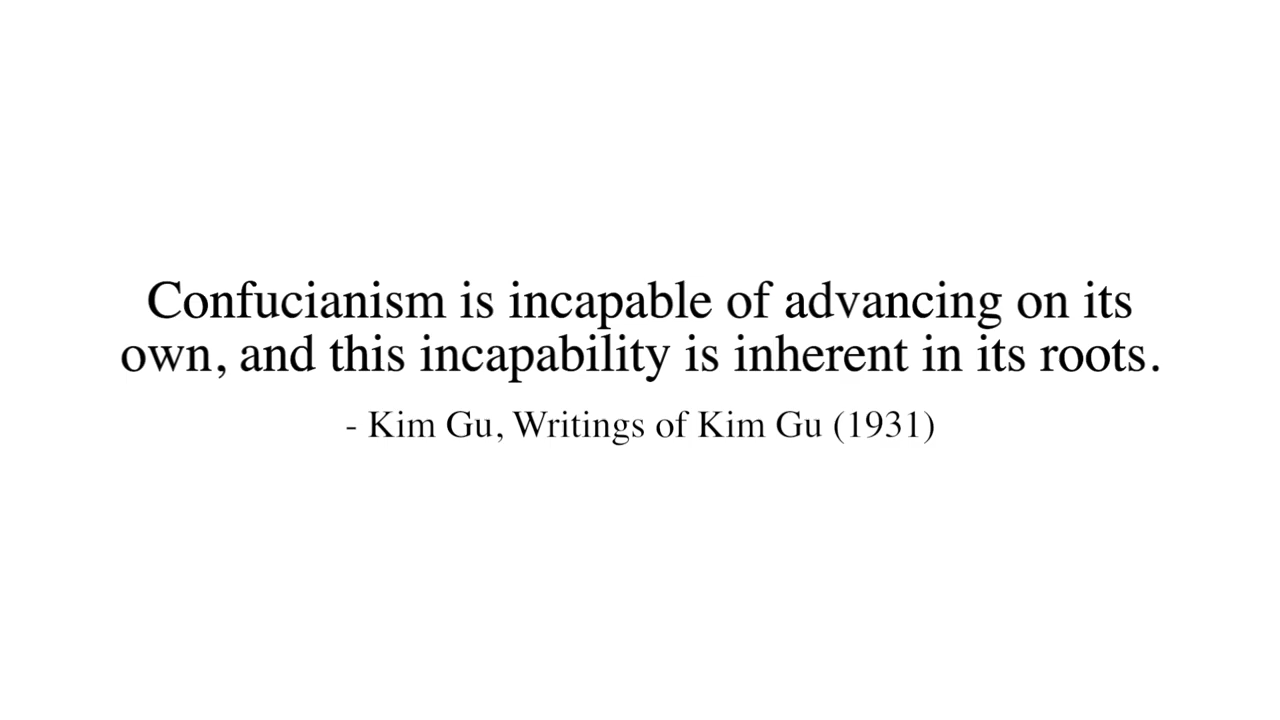 Confucianism is incapable of advancing on its
own, and this incapability is inherent in its roots.
- Kim Gu, Writings of Kim Gu (1931)